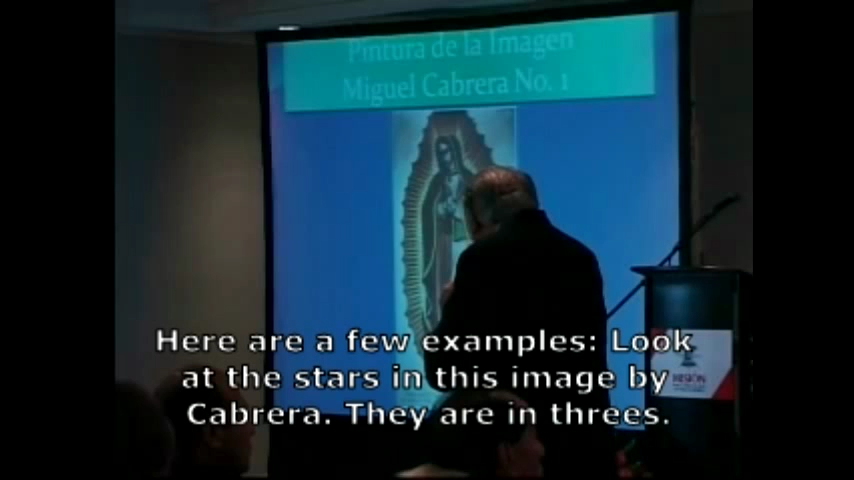 Pintura de la Imagen
Miguel Cabrera No. 1
MISIÓN
Here are a few examples: Look
at the stars in this image by
Cabrera. They are in threes.